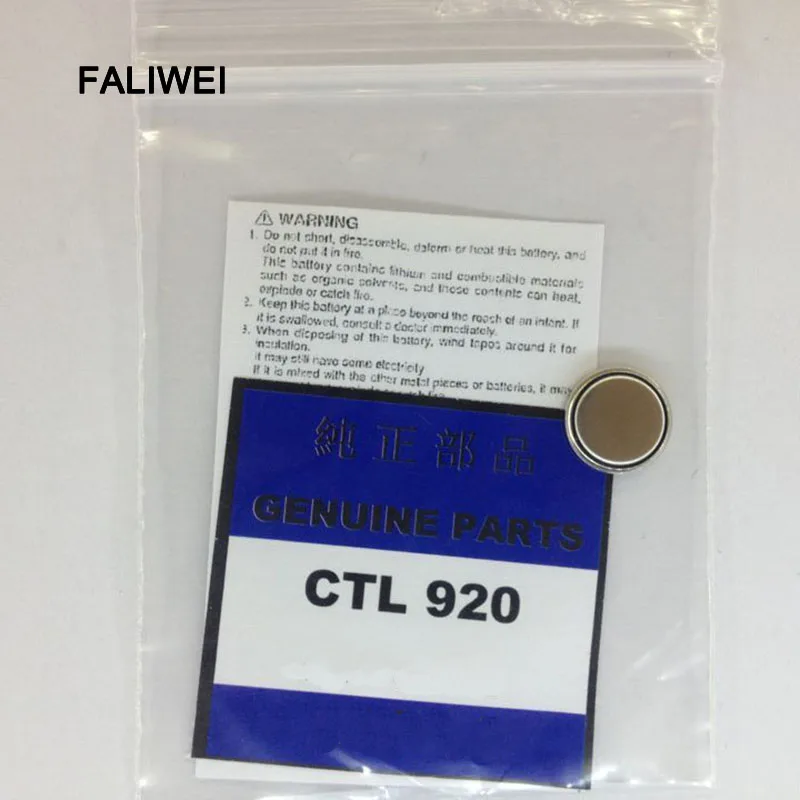 FALIWEI
⚠ WARNING
1. Do not short, disassemble, deform or heat this battery, and
do not put it in fire.
This battery contains lithium and combustible materials
such as organic solvents, and these contents can heat,
explode or catch fire.
2. Keep this battery at a place beyond the reach of an infant. If
it is swallowed, consult a doctor immediately.
3. When disposing of this battery, wind tapes around it for
insulation.
It may still have some electricity
If it is mixed with the other metal pieces or batteries, it may
純正部品
GENUINE PARTS
CTL 920